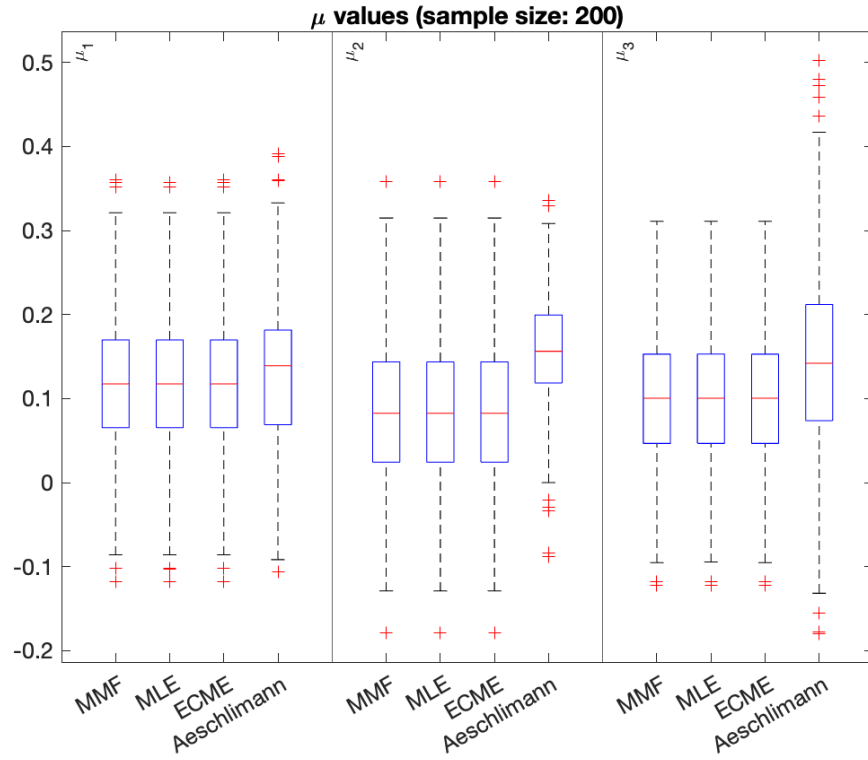 μ values (sample size: 200)
μ1 μ2 μ3
0.5
0.4
0.3
0.2
0.1
0
-0.1
-0.2
MMF MLE ECME Aeschlimann MMF MLE ECME Aeschlimann MMF MLE ECME Aeschlimann